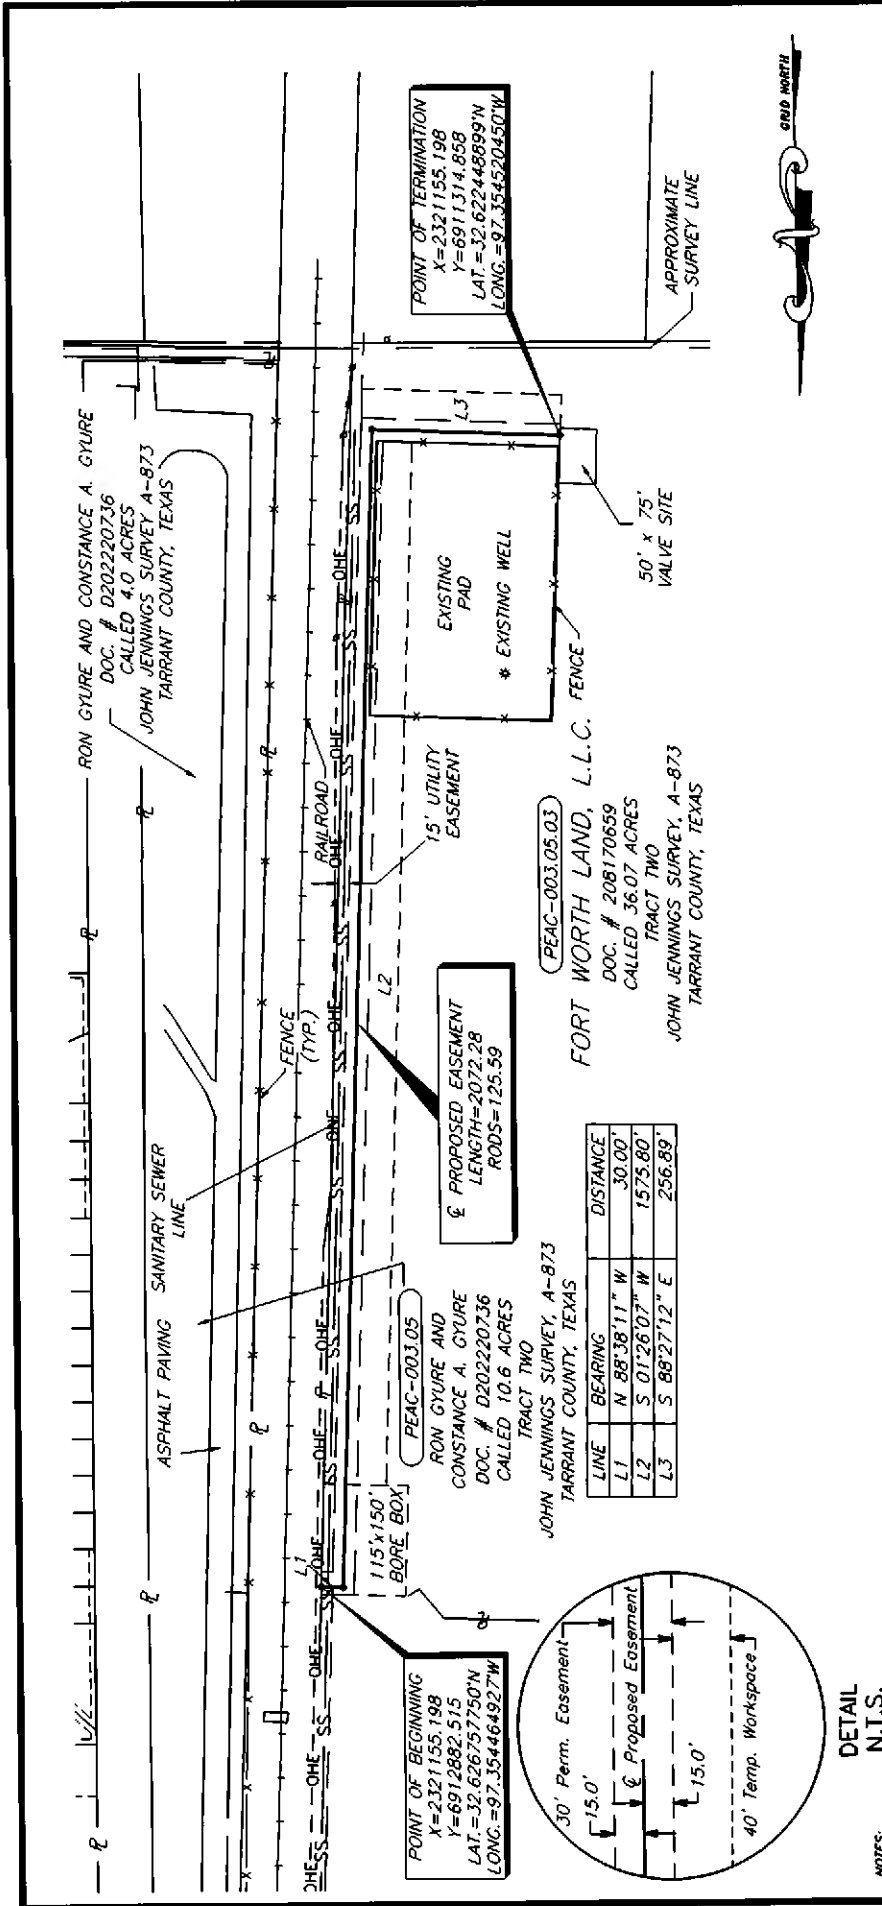 RON GYURE AND CONSTANCE A. GYURE
DOC. # D202220736
CALLED 4.0 ACRES
JOHN JENNINGS SURVEY A-873
TARRANT COUNTY, TEXAS
ASPHALT PAVING
SANITARY SEWER
LINE
FENCE
(TYP.)
RAILROAD
15' UTILITY
EASEMENT
POINT OF TERMINATION
X=2321155.198
Y=6911314.858
LAT.=32.622448899°N
LONG.=97.354520450°W
GRID NORTH
APPROXIMATE
SURVEY LINE
L3
EXISTING
PAD
* EXISTING WELL
50' x 75'
VALVE SITE
FENCE
L2
L1
OHE
SS
℄ PROPOSED EASEMENT
LENGTH=2072.28
RODS=125.59
PEAC-003.05.03
FORT WORTH LAND, L.L.C.
DOC. # 208170659
CALLED 36.07 ACRES
TRACT TWO
JOHN JENNINGS SURVEY, A-873
TARRANT COUNTY, TEXAS
PEAC-003.05
RON GYURE AND
CONSTANCE A. GYURE
DOC. # D202220736
CALLED 10.6 ACRES
TRACT TWO
JOHN JENNINGS SURVEY, A-873
TARRANT COUNTY, TEXAS
115'x150'
BORE BOX
LINE BEARING DISTANCE
L1 N 88°38'11" W 30.00'
L2 S 01°26'07" W 1575.80'
L3 S 88°27'12" E 256.89'
POINT OF BEGINNING
X=2321155.198
Y=6912882.515
LAT.=32.626757750°N
LONG.=97.354464927°W
30' Perm. Easement
15.0'
℄ Proposed Easement
15.0'
40' Temp. Workspace
DETAIL
N.T.S.
NOTES: